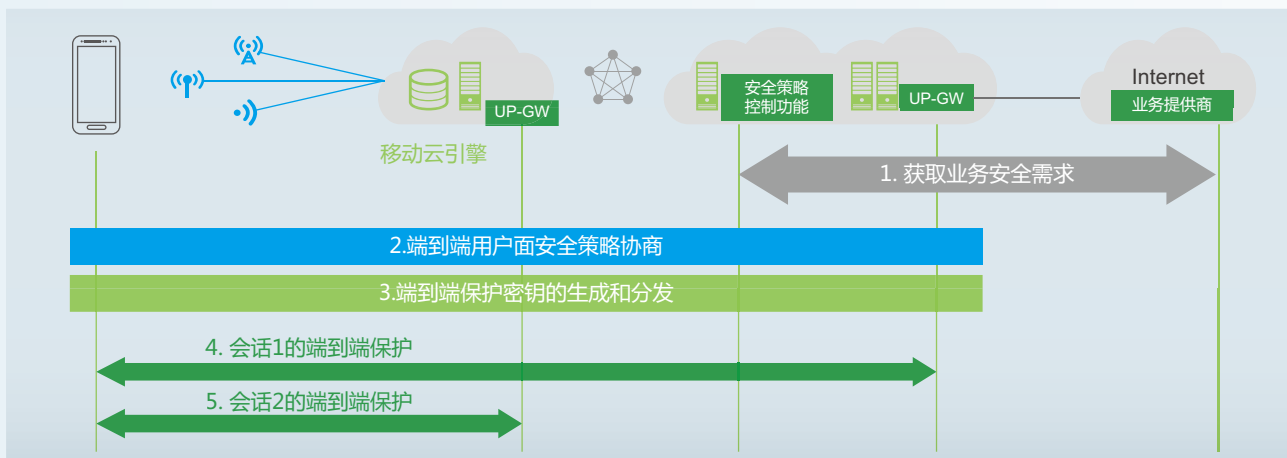 UP-GW
移动云引擎
安全策略
控制功能
UP-GW
Internet
业务提供商
1. 获取业务安全需求
2.端到端用户面安全策略协商
3.端到端保护密钥的生成和分发
4. 会话1的端到端保护
5. 会话2的端到端保护